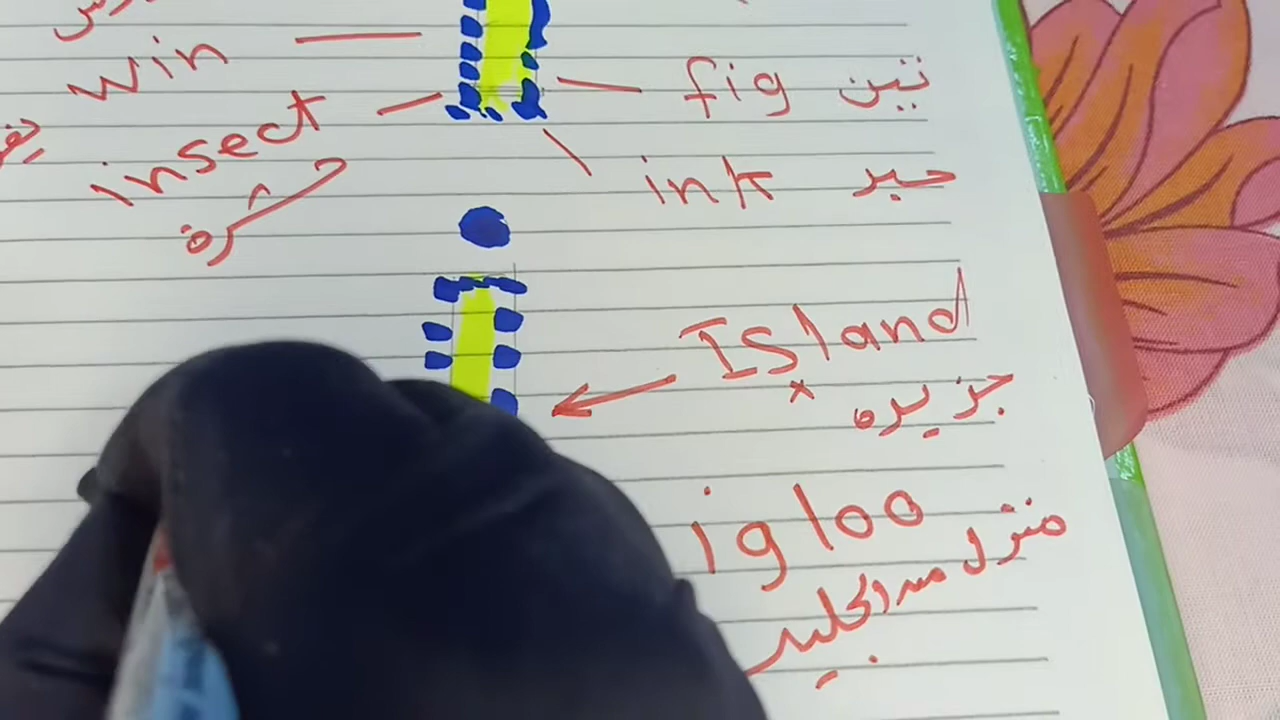 win
fig تين
insect
حشرة
ink حبر
Island
جزيره
igloo
منزل من الجليد